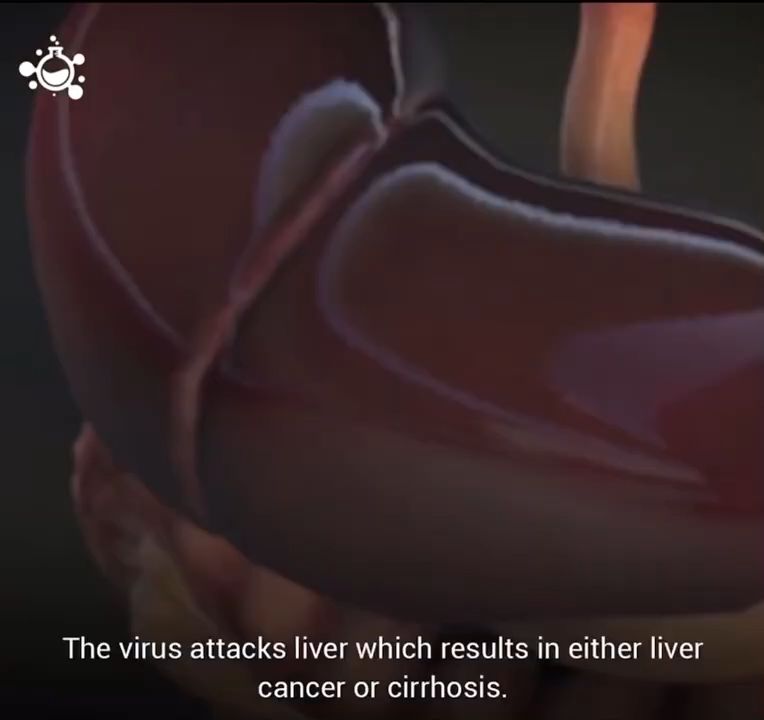 The virus attacks liver which results in either liver
cancer or cirrhosis.